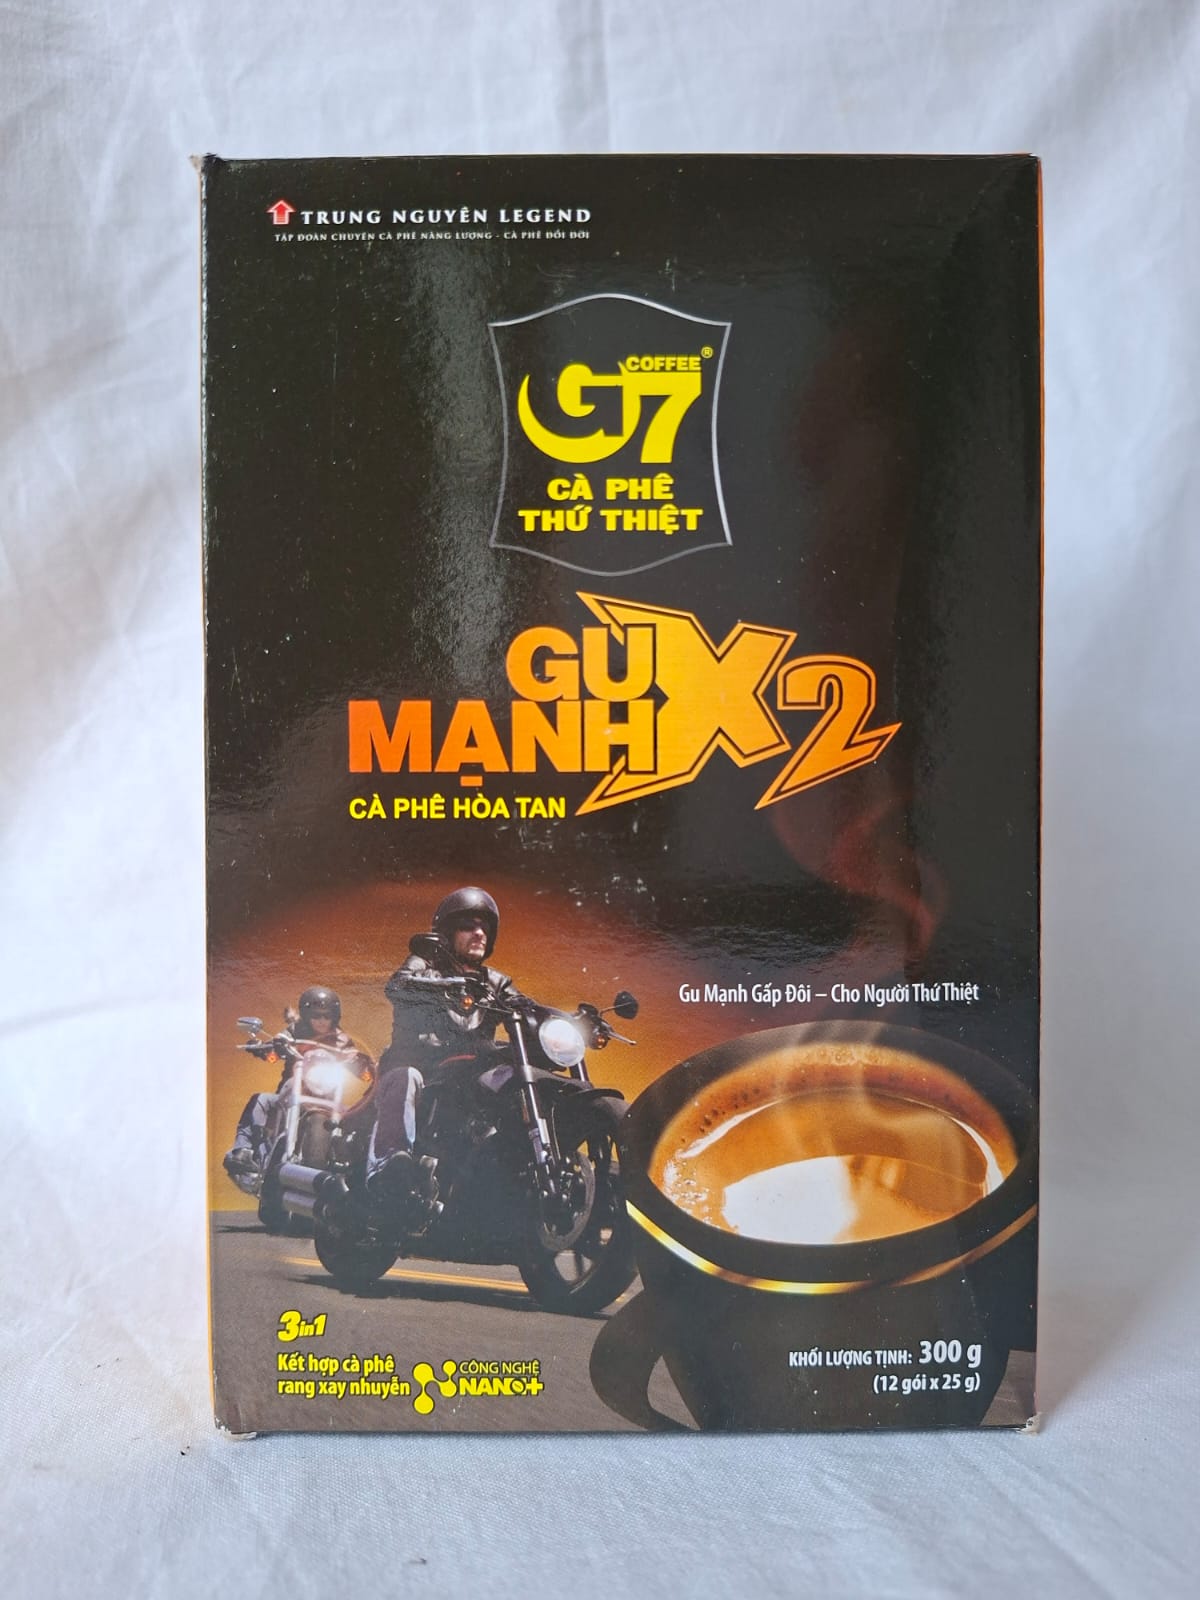 TRUNG NGUYÊN LEGEND
TẬP ĐOÀN CHUYÊN CÀ PHÊ NĂNG LƯỢNG - CÀ PHÊ ĐỔI ĐỜI
COFFEE®
G7
CÀ PHÊ
THỨ THIỆT
GU
MẠNH X2
CÀ PHÊ HÒA TAN
Gu Mạnh Gấp Đôi – Cho Người Thứ Thiệt
3in1
Kết hợp cà phê
rang xay nhuyễn
CÔNG NGHỆ
NANO+
KHỐI LƯỢNG TỊNH: 300 g
(12 gói x 25 g)